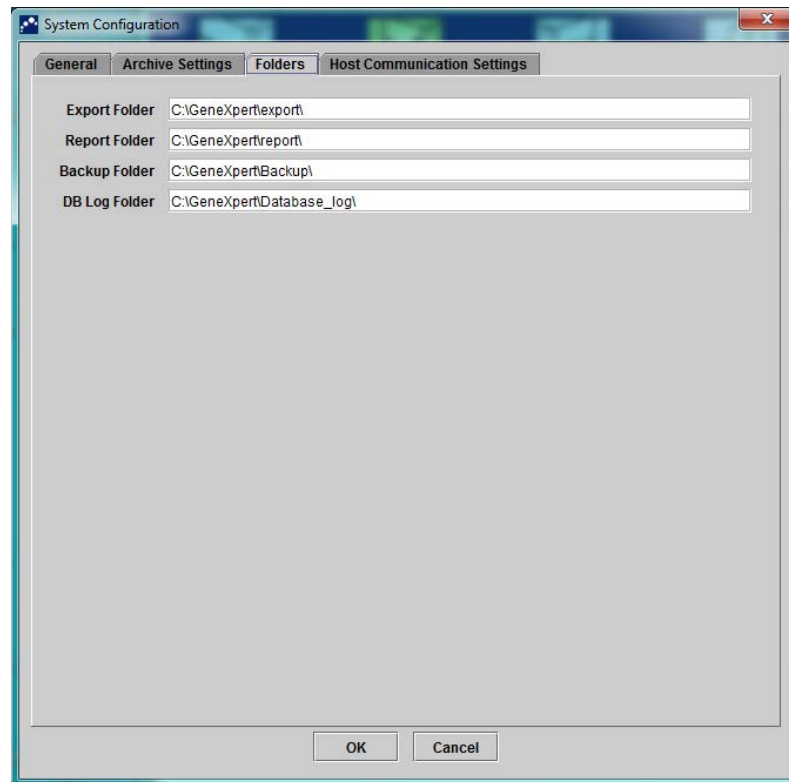 System Configuration
x
General Archive Settings Folders Host Communication Settings
Export Folder C:\GeneXpert\export\
Report Folder C:\GeneXpert\report\
Backup Folder C:\GeneXpert\Backup\
DB Log Folder C:\GeneXpert\Database_log\
OK Cancel